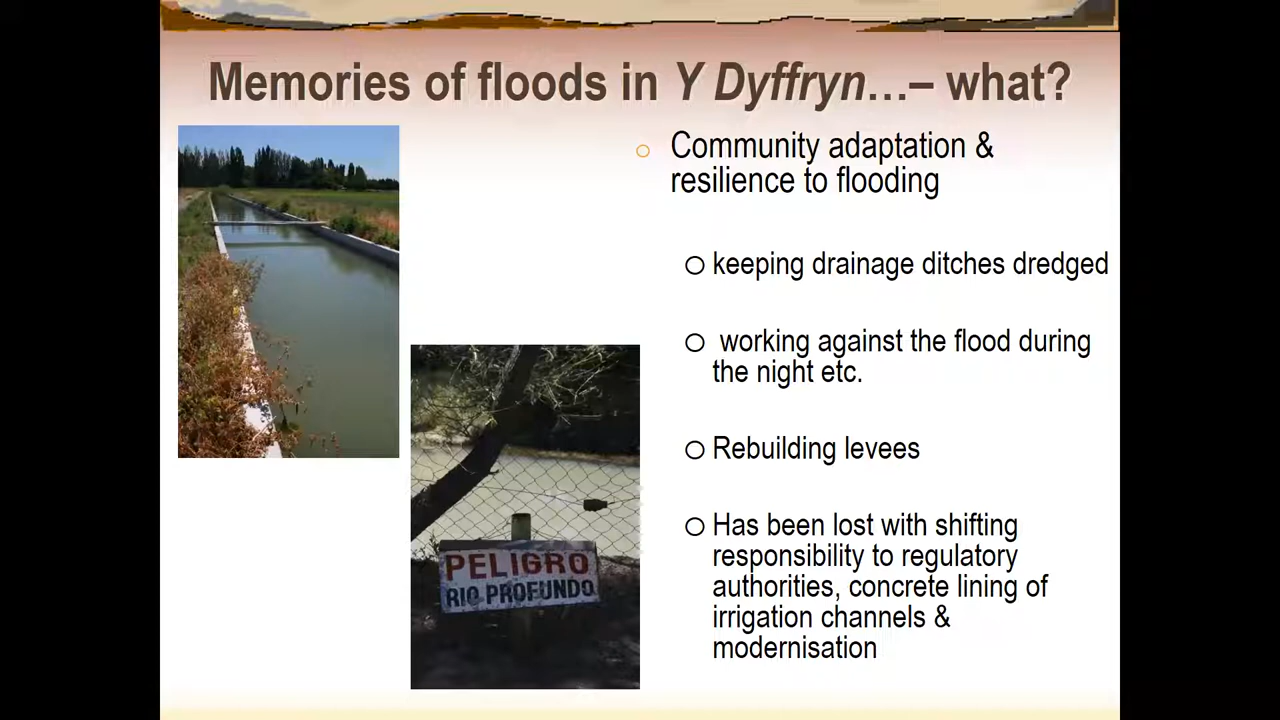 Memories of floods in Y Dyffryn…– what?
Community adaptation &
resilience to flooding
keeping drainage ditches dredged
working against the flood during
the night etc.
Rebuilding levees
Has been lost with shifting
responsibility to regulatory
authorities, concrete lining of
irrigation channels &
modernisation
PELIGRO
RIO PROFUNDO